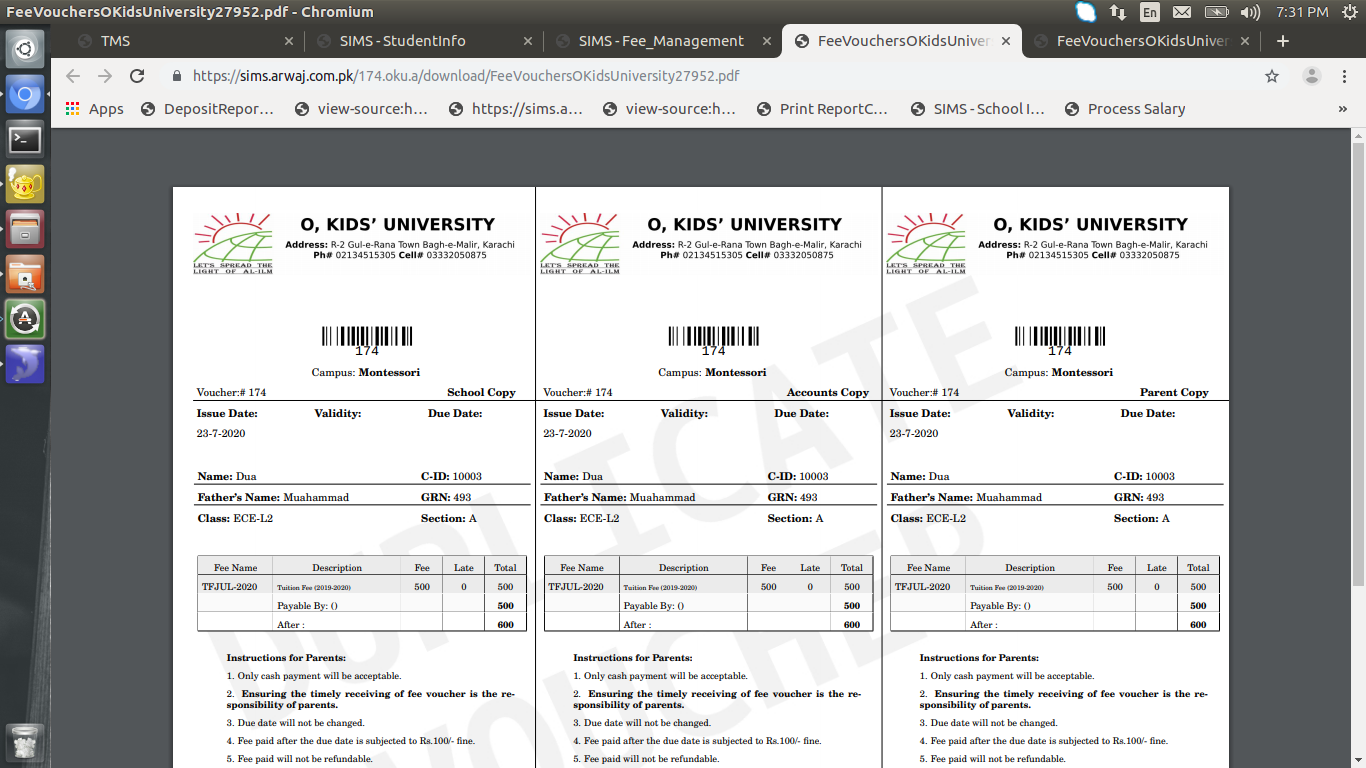 FeeVouchersOKidsUniversity27952.pdf - Chromium
En
7:31 PM
TMS
SIMS - StudentInfo
SIMS - Fee_Management
FeeVouchersOKidsUniver
FeeVouchersOKidsUniver
https://sims.arwaj.com.pk/174.oku.a/download/FeeVouchersOKidsUniversity27952.pdf
Apps
DepositRepor...
view-source:h...
https://sims.a...
view-source:h...
Print ReportC...
SIMS - School I...
Process Salary
»
O, KIDS’ UNIVERSITY
Address: R-2 Gul-e-Rana Town Bagh-e-Malir, Karachi
Ph# 02134515305 Cell# 03332050875
LET'S SPREAD THE
LIGHT OF AL-ILM
174
Campus: Montessori
Voucher:# 174 School Copy
Issue Date: Validity: Due Date:
23-7-2020
Name: Dua C-ID: 10003
Father’s Name: Muahammad GRN: 493
Class: ECE-L2 Section: A
Fee Name Description Fee Late Total
TFJUL-2020 Tuition Fee (2019-2020) 500 0 500
Payable By: () 500
After : 600
Instructions for Parents:
1. Only cash payment will be acceptable.
2. Ensuring the timely receiving of fee voucher is the re-
sponsibility of parents.
3. Due date will not be changed.
4. Fee paid after the due date is subjected to Rs.100/- fine.
5. Fee paid will not be refundable.
O, KIDS’ UNIVERSITY
Address: R-2 Gul-e-Rana Town Bagh-e-Malir, Karachi
Ph# 02134515305 Cell# 03332050875
LET'S SPREAD THE
LIGHT OF AL-ILM
174
Campus: Montessori
Voucher:# 174 Accounts Copy
Issue Date: Validity: Due Date:
23-7-2020
Name: Dua C-ID: 10003
Father’s Name: Muahammad GRN: 493
Class: ECE-L2 Section: A
Fee Name Description Fee Late Total
TFJUL-2020 Tuition Fee (2019-2020) 500 0 500
Payable By: () 500
After : 600
Instructions for Parents:
1. Only cash payment will be acceptable.
2. Ensuring the timely receiving of fee voucher is the re-
sponsibility of parents.
3. Due date will not be changed.
4. Fee paid after the due date is subjected to Rs.100/- fine.
5. Fee paid will not be refundable.
O, KIDS’ UNIVERSITY
Address: R-2 Gul-e-Rana Town Bagh-e-Malir, Karachi
Ph# 02134515305 Cell# 03332050875
LET'S SPREAD THE
LIGHT OF AL-ILM
174
Campus: Montessori
Voucher:# 174 Parent Copy
Issue Date: Validity: Due Date:
23-7-2020
Name: Dua C-ID: 10003
Father’s Name: Muahammad GRN: 493
Class: ECE-L2 Section: A
Fee Name Description Fee Late Total
TFJUL-2020 Tuition Fee (2019-2020) 500 0 500
Payable By: () 500
After : 600
Instructions for Parents:
1. Only cash payment will be acceptable.
2. Ensuring the timely receiving of fee voucher is the re-
sponsibility of parents.
3. Due date will not be changed.
4. Fee paid after the due date is subjected to Rs.100/- fine.
5. Fee paid will not be refundable.
DUPLICATE
VOUCHER